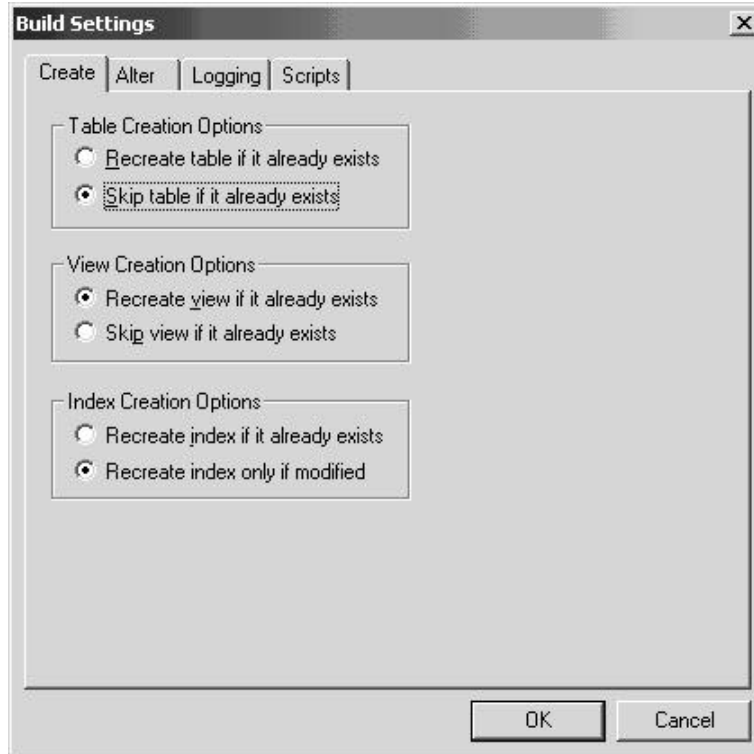 Build Settings
Create Alter Logging Scripts
Table Creation Options
Recreate table if it already exists
Skip table if it already exists
View Creation Options
Recreate view if it already exists
Skip view if it already exists
Index Creation Options
Recreate index if it already exists
Recreate index only if modified
OK Cancel